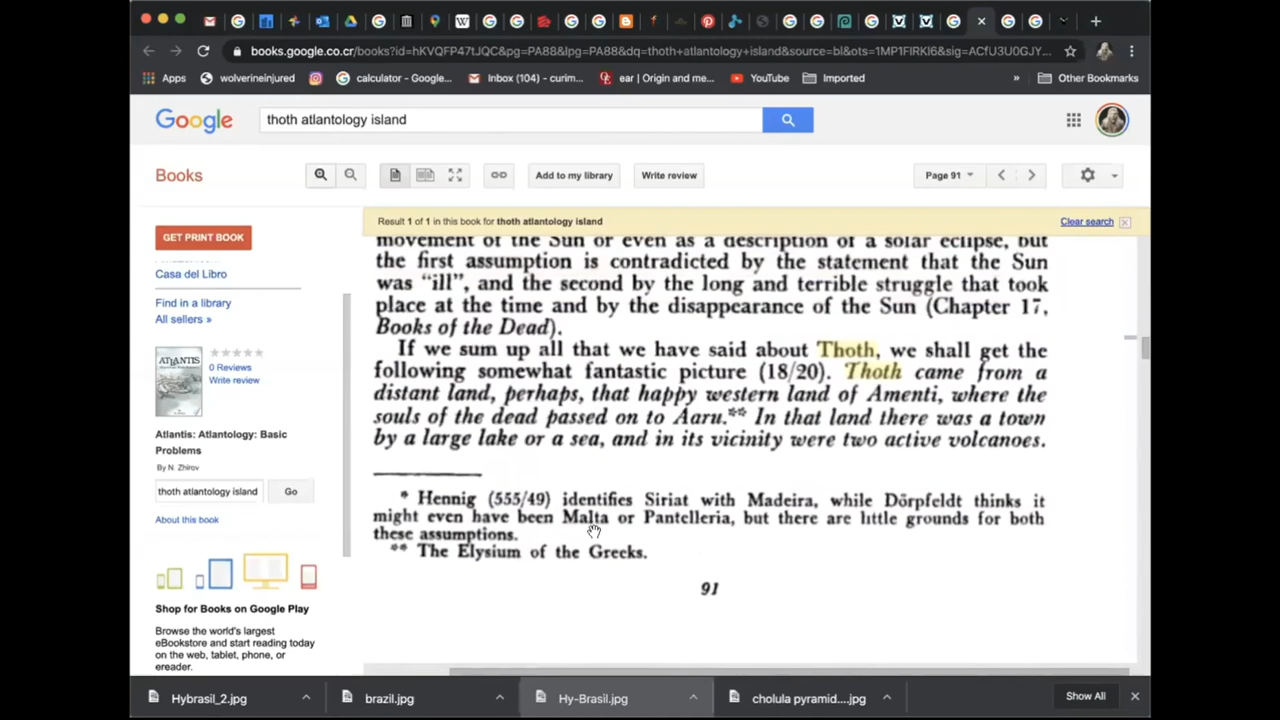 books.google.co.cr/books?id=hKVQFP47tJQC&pg=PA88&lpg=PA88&dq=thoth+atlantology+island&source=bl&ots=1MP1FIRKl6&sig=ACfU3U0GJY...
Apps wolverineinjured calculator - Google... Inbox (104) - curim... ear | Origin and me... YouTube Imported » Other Bookmarks
Google thoth atlantology island
Books Add to my library Write review Page 91
Result 1 of 1 in this book for thoth atlantology island Clear search
GET PRINT BOOK
Casa del Libro
Find in a library
All sellers »
ATLANTIS
0 Reviews
Write review
Atlantis: Atlantology: Basic
Problems
By N. Zhirov
thoth atlantology island Go
About this book
Shop for Books on Google Play
Browse the world's largest
eBookstore and start reading today
on the web, tablet, phone, or
ereader.
movement of the Sun or even as a description of a solar eclipse, but
the first assumption is contradicted by the statement that the Sun
was "ill", and the second by the long and terrible struggle that took
place at the time and by the disappearance of the Sun (Chapter 17,
Books of the Dead).
If we sum up all that we have said about Thoth, we shall get the
following somewhat fantastic picture (18/20). Thoth came from a
distant land, perhaps, that happy western land of Amenti, where the
souls of the dead passed on to Aaru.** In that land there was a town
by a large lake or a sea, and in its vicinity were two active volcanoes.
* Hennig (555/49) identifies Siriat with Madeira, while Dörpfeldt thinks it
might even have been Malta or Pantelleria, but there are little grounds for both
these assumptions.
** The Elysium of the Greeks.
91
Hybrasil_2.jpg brazil.jpg Hy-Brasil.jpg cholula pyramid....jpg Show All